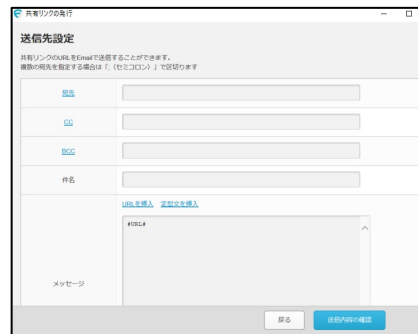 共有リンクの発行
送信先設定
共有リンクのURLをEmailで送信することができます。
複数の宛先を指定する場合は「;（セミコロン）」で区切ります
宛先
CC
BCC
件名
URLを挿入 定型文を挿入
#URL#
メッセージ
戻る 送信内容の確認